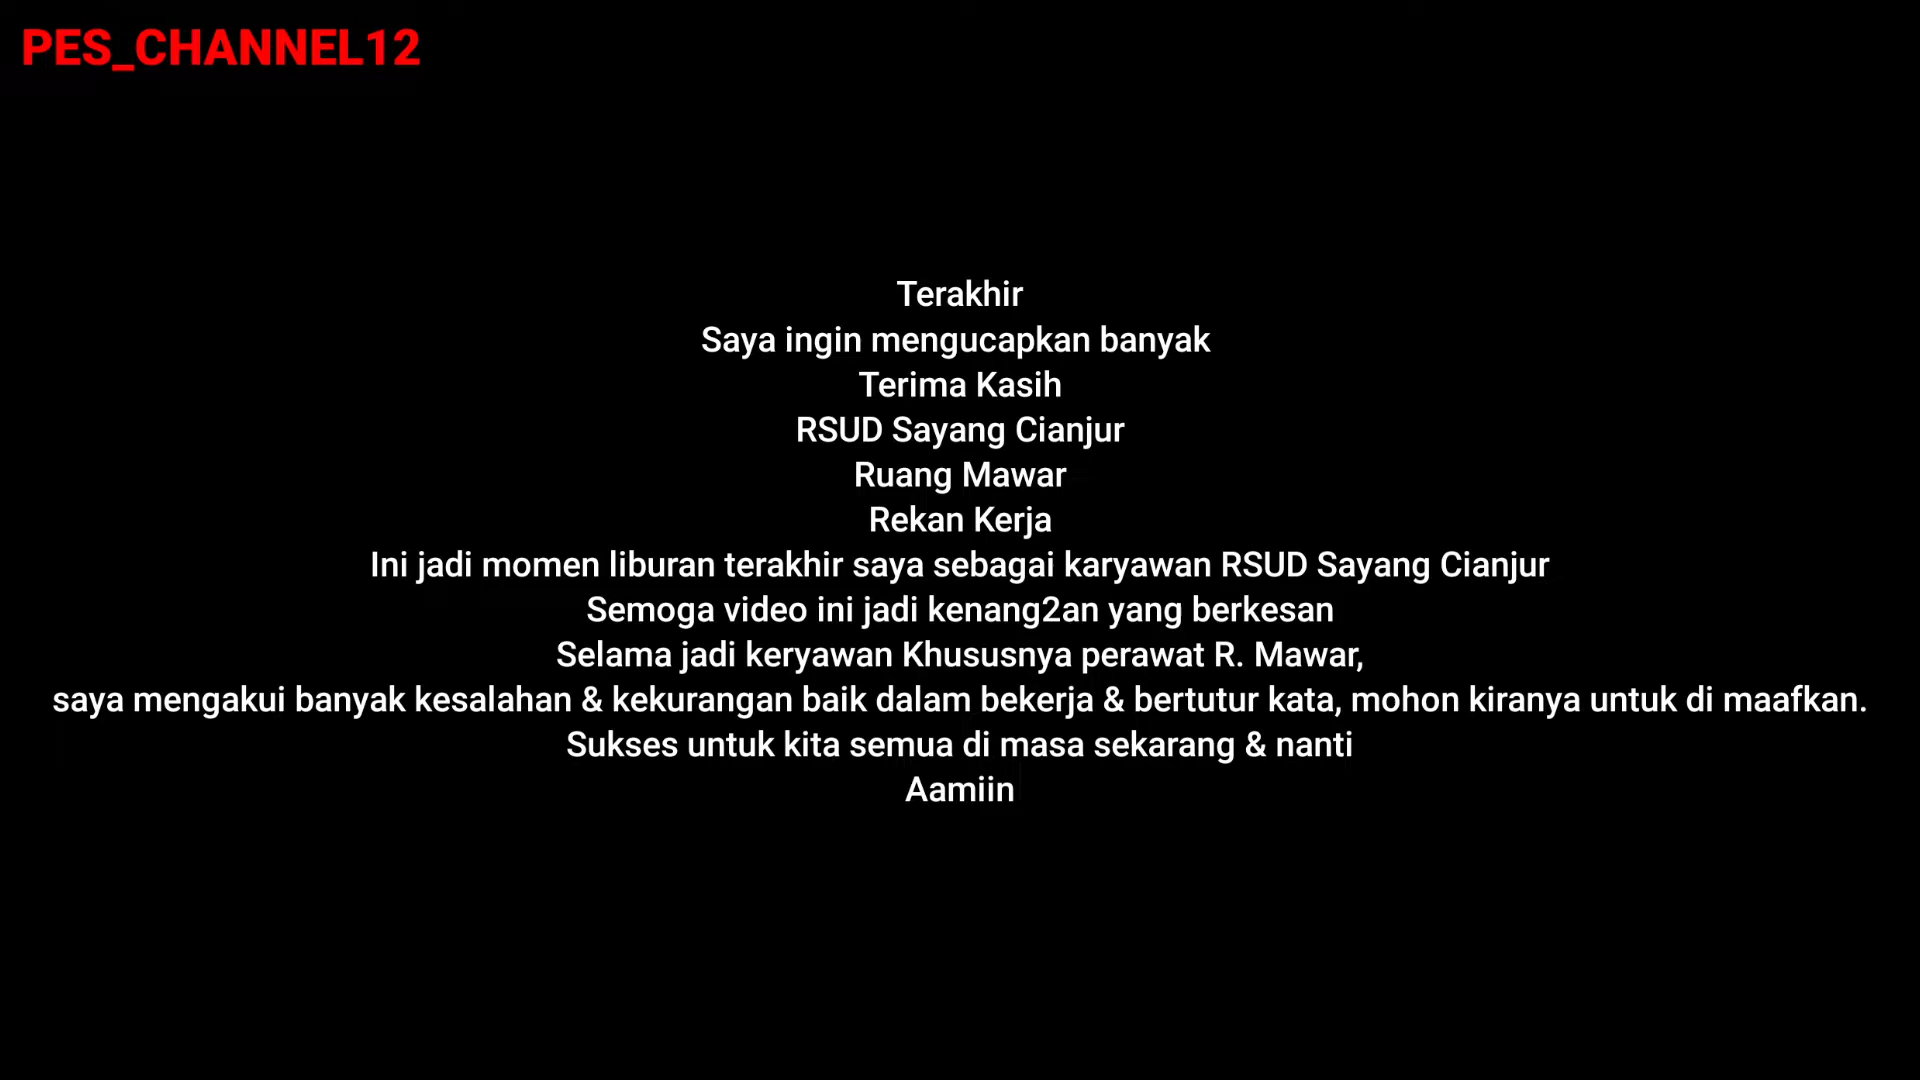 PES_CHANNEL12
Terakhir
Saya ingin mengucapkan banyak
Terima Kasih
RSUD Sayang Cianjur
Ruang Mawar
Rekan Kerja
Ini jadi momen liburan terakhir saya sebagai karyawan RSUD Sayang Cianjur
Semoga video ini jadi kenang2an yang berkesan
Selama jadi keryawan Khususnya perawat R. Mawar,
saya mengakui banyak kesalahan & kekurangan baik dalam bekerja & bertutur kata, mohon kiranya untuk di maafkan.
Sukses untuk kita semua di masa sekarang & nanti
Aamiin